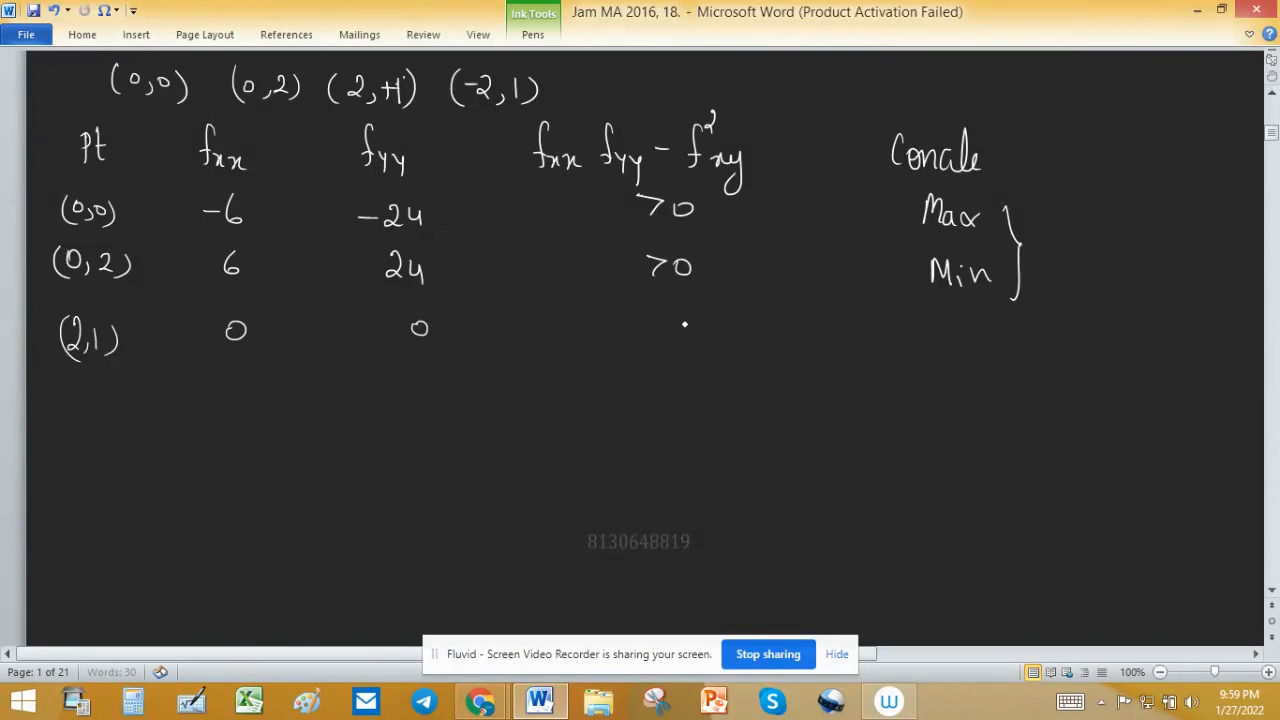 Ink Tools
Jam MA 2016, 18. - Microsoft Word (Product Activation Failed)
File Home Insert Page Layout References Mailings Review View Pens
(0,0) (0,2) (2,+1) (-2,1)
Pt fxx fyy fxx fyy - f²xy Conale
(0,0) -6 -24 >0 Max
(0,2) 6 24 >0 Min
(2,1) 0 0
8130648819
Fluvid - Screen Video Recorder is sharing your screen. Stop sharing Hide
Page: 1 of 21 Words: 30 100%
9:59 PM
1/27/2022